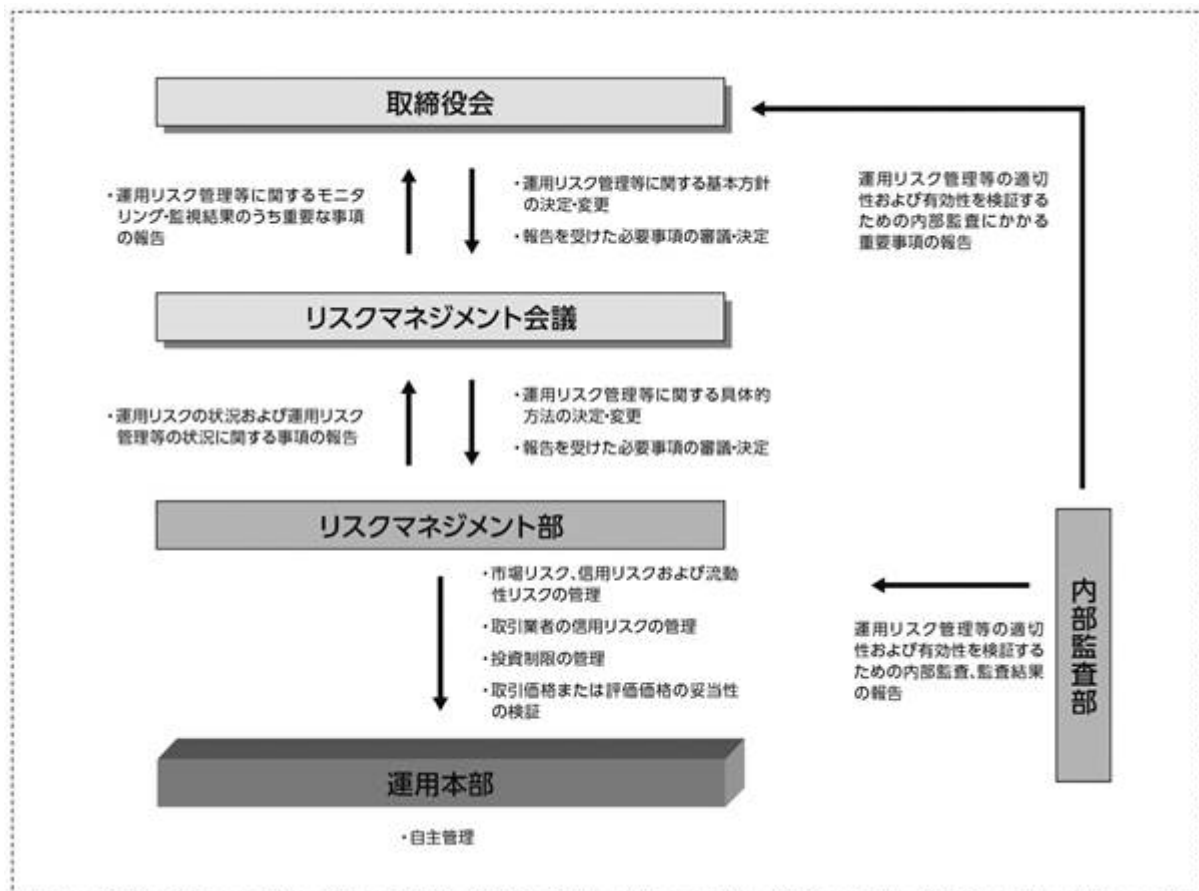 取締役会
・運用リスク管理等に関するモニタ
リング・監視結果のうち重要な事項
の報告
・運用リスク管理等に関する基本方針
の決定・変更
・報告を受けた必要事項の審議・決定
運用リスク管理等の適切
性および有効性を検証する
ための内部監査にかかる
重要事項の報告
リスクマネジメント会議
・運用リスクの状況および運用リスク
管理等の状況に関する事項の報告
・運用リスク管理等に関する具体的
方法の決定・変更
・報告を受けた必要事項の審議・決定
リスクマネジメント部
・市場リスク、信用リスクおよび流動
性リスクの管理
・取引業者の信用リスクの管理
・投資制限の管理
・取引価格または評価価格の妥当性
の検証
運用リスク管理等の適切
性および有効性を検証する
ための内部監査、監査結果
の報告
内部監査部
運用本部
・自主管理